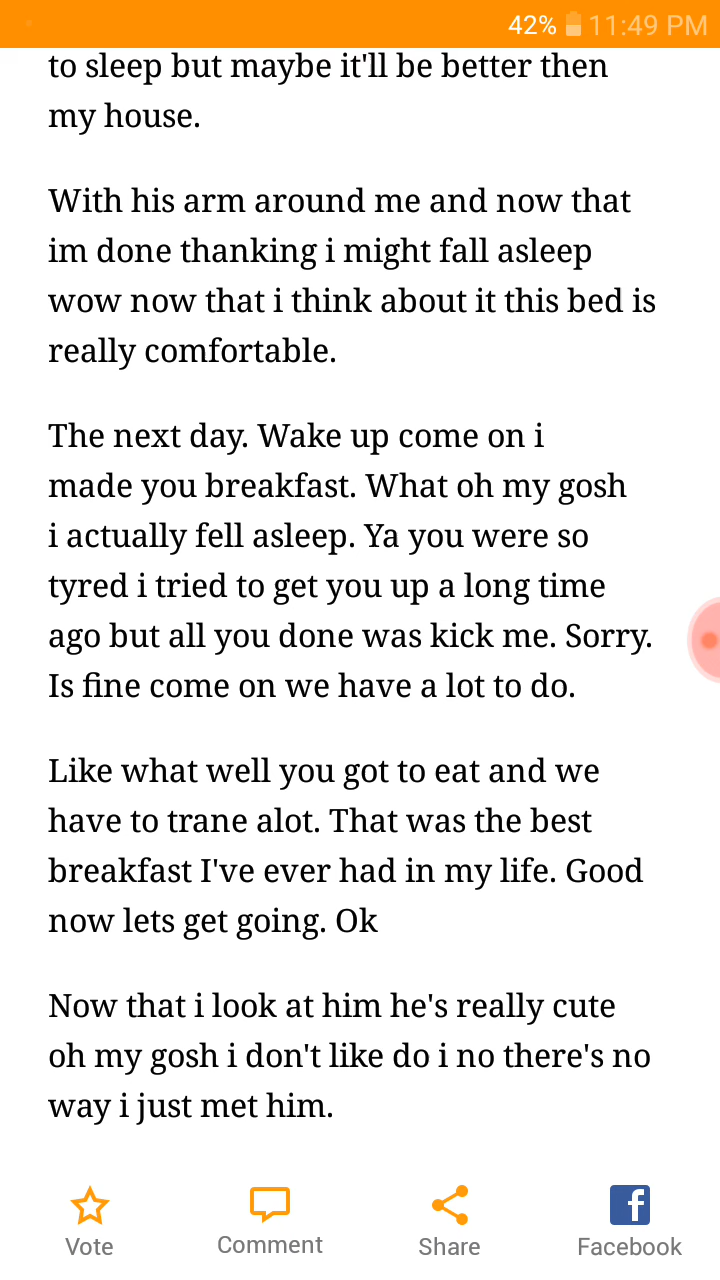 42% 11:49 PM
to sleep but maybe it'll be better then
my house.
With his arm around me and now that
im done thanking i might fall asleep
wow now that i think about it this bed is
really comfortable.
The next day. Wake up come on i
made you breakfast. What oh my gosh
i actually fell asleep. Ya you were so
tyred i tried to get you up a long time
ago but all you done was kick me. Sorry.
Is fine come on we have a lot to do.
Like what well you got to eat and we
have to trane alot. That was the best
breakfast I've ever had in my life. Good
now lets get going. Ok
Now that i look at him he's really cute
oh my gosh i don't like do i no there's no
way i just met him.
Vote Comment Share Facebook